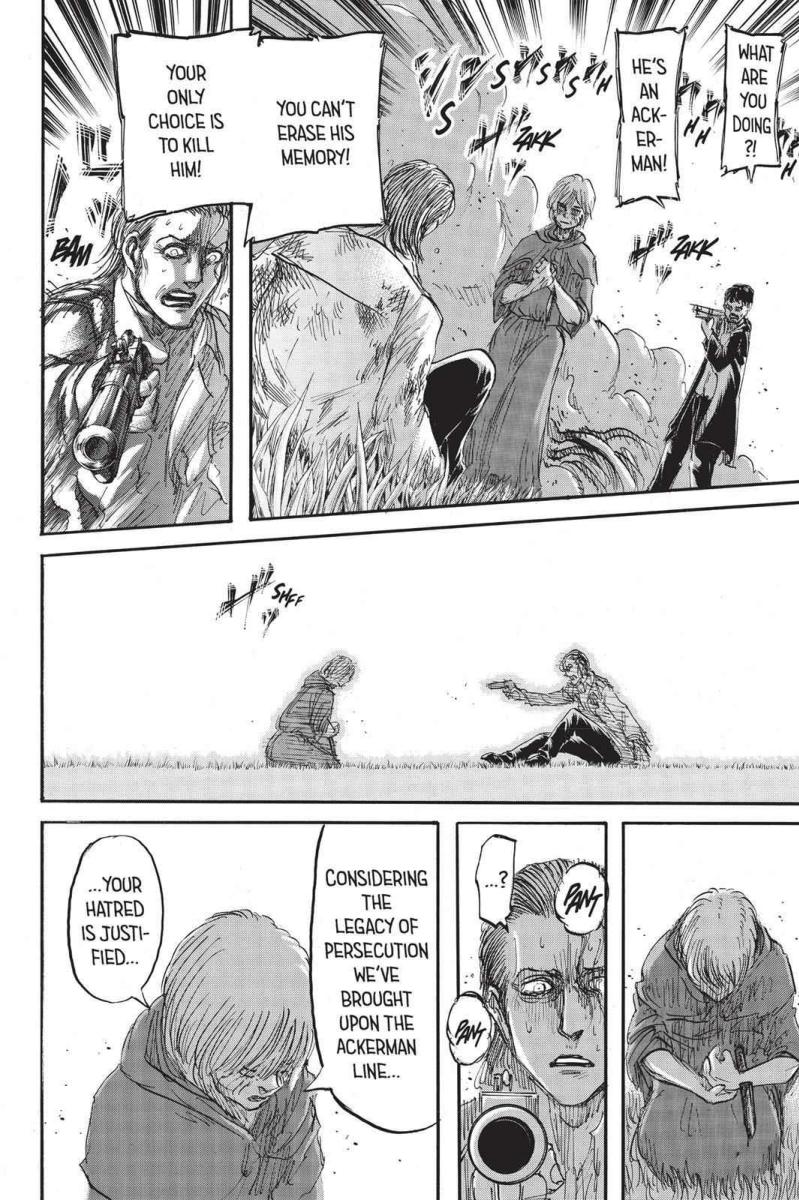 WHAT
ARE
YOU
DOING
?!
HE'S
AN
ACK-
ERMAN!
H
H
H
ZAKK
S S S S S S H
ZAKK
YOU CAN'T
ERASE HIS
MEMORY!
YOUR
ONLY
CHOICE IS
TO KILL
HIM!
BAM
SHFF
...?
PANT
PANT
CONSIDERING
THE
LEGACY OF
PERSECUTION
WE'VE
BROUGHT
UPON THE
ACKERMAN
LINE...
...YOUR
HATRED
IS JUSTI-
FIED...